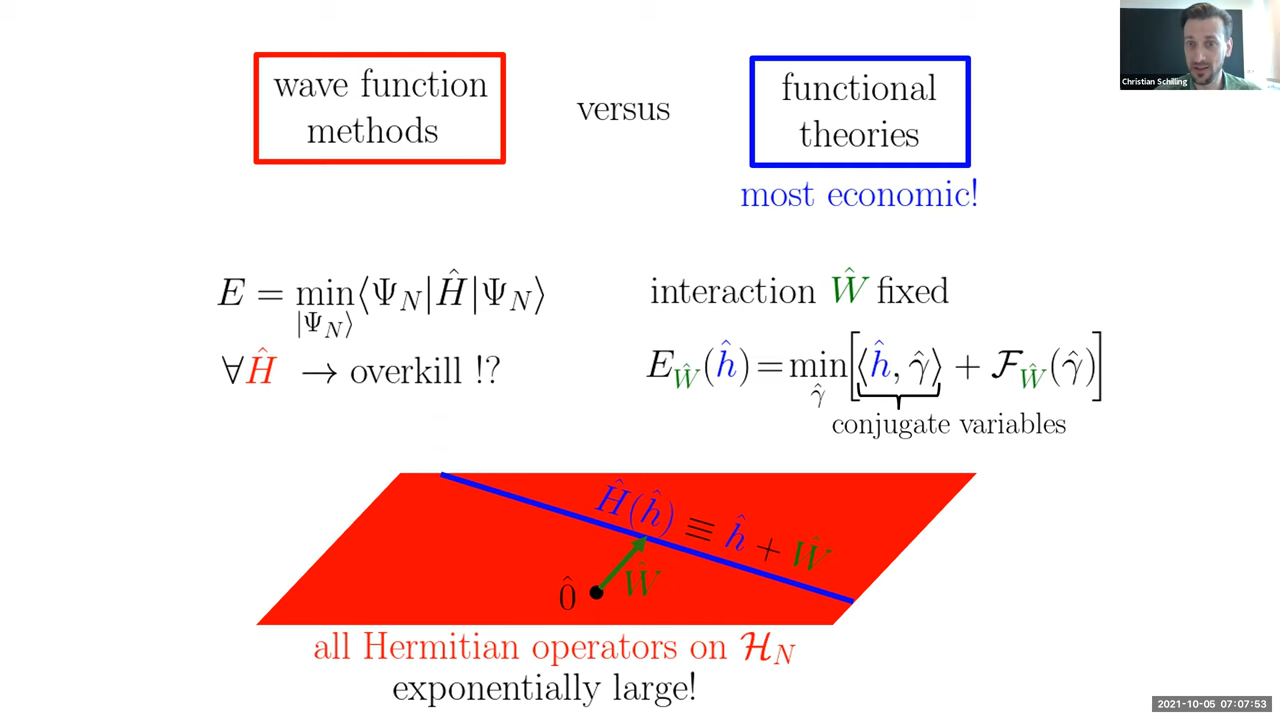 wave function
methods
versus
functional
theories
most economic!
E = min ⟨Ψ_N|Ĥ|Ψ_N⟩
|Ψ_N⟩
∀Ĥ → overkill !?
interaction Ŵ fixed
E_Ŵ(ĥ) = min [⟨ĥ, γ̂⟩ + ℱ_Ŵ(γ̂)]
γ̂
conjugate variables
Ĥ(ĥ) ≡ ĥ + Ŵ
0̂
Ŵ
all Hermitian operators on ℋ_N
exponentially large!
Christian Schilling
2021-10-05 07:07:53